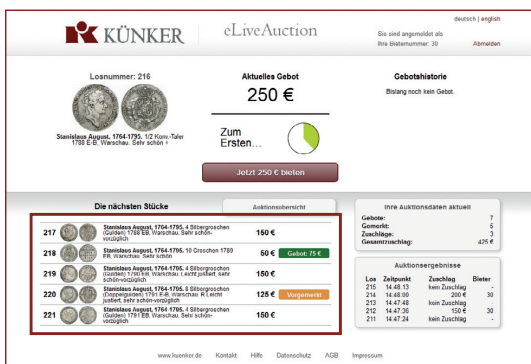 deutsch | english
KÜNKER
eLiveAuction
Sie sind angemeldet als
Ihre Bieternummer: 30
Abmelden
Losnummer: 216
Stanislaus August, 1764-1795. 1/2 Konv.-Taler
1788 E-B, Warschau. Sehr schön +
Aktuelles Gebot
250 €
Zum
Ersten...
Jetzt 250 € bieten
Gebotshistorie
Bislang noch kein Gebot.
Die nächsten Stücke
Auktionsübersicht
217 Stanislaus August, 1764-1795. 4 Silbergroschen
(Gulden) 1788 EB, Warschau. Sehr schön-
vorzüglich
150 €
218 Stanislaus August, 1764-1795. 10 Groschen 1789
EB, Warschau. Sehr schön
50 € Gebot: 75 €
219 Stanislaus August, 1764-1795. 4 Silbergroschen
(Gulden) 1790 EB, Warschau. Leicht justiert, sehr
schön-vorzüglich
150 €
220 Stanislaus August, 1764-1795. 8 Silbergroschen
(Doppelgulden) 1791 E-B, Warschau. R Leicht
justiert, sehr schön-vorzüglich
125 € Vorgemerkt
221 Stanislaus August, 1764-1795. 4 Silbergroschen
(Gulden) 1791 EB, Warschau. Sehr schön-
vorzüglich
150 €
Ihre Auktionsdaten aktuell
Gebote: 7
Gemerkt: 5
Zuschläge: 3
Gesamtzuschlag: 425 €
Auktionsergebnisse
Los Zeitpunkt Zuschlag Bieter
215 14:48:13 kein Zuschlag -
214 14:48:00 200 € 30
213 14:47:48 kein Zuschlag -
212 14:47:36 150 € 30
211 14:47:24 kein Zuschlag -
www.kuenker.de Kontakt Hilfe Datenschutz AGB Impressum